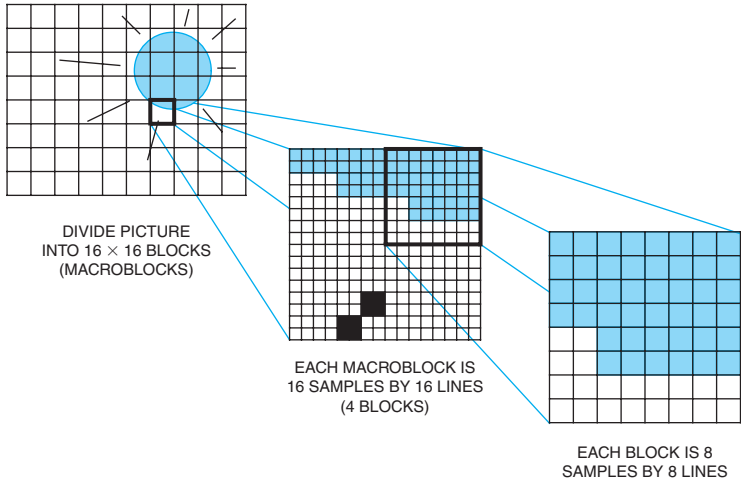 DIVIDE PICTURE
INTO 16 × 16 BLOCKS
(MACROBLOCKS)
EACH MACROBLOCK IS
16 SAMPLES BY 16 LINES
(4 BLOCKS)
EACH BLOCK IS 8
SAMPLES BY 8 LINES